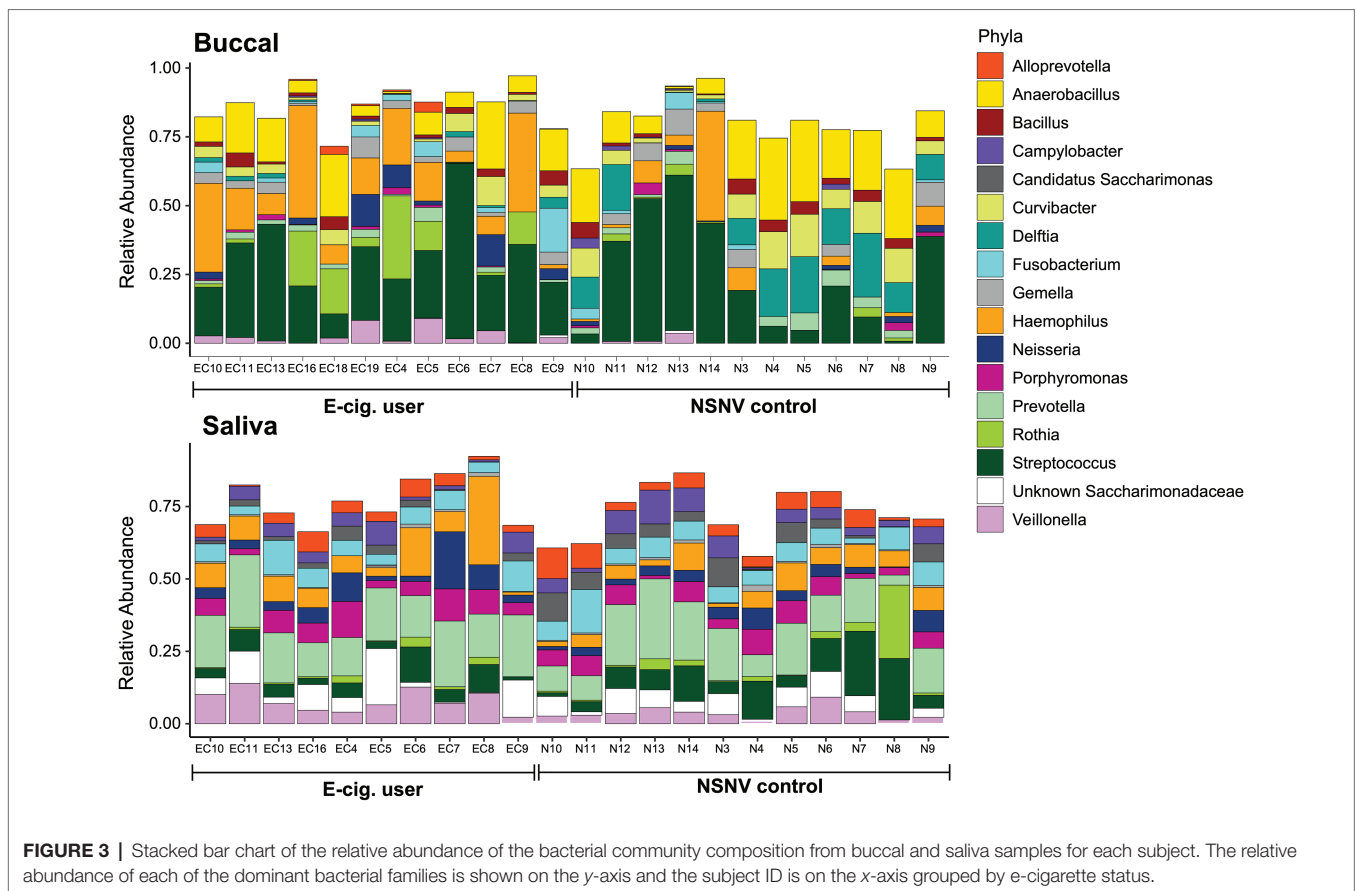 Buccal
Relative Abundance
1.00
0.75
0.50
0.25
0.00
EC10 EC11 EC13 EC16 EC18 EC19 EC4 EC5 EC6 EC7 EC8 EC9 N10 N11 N12 N13 N14 N3 N4 N5 N6 N7 N8 N9
E-cig. user NSNV control
Saliva
Relative Abundance
0.75
0.50
0.25
0.00
EC10 EC11 EC13 EC16 EC4 EC5 EC6 EC7 EC8 EC9 N10 N11 N12 N13 N14 N3 N4 N5 N6 N7 N8 N9
E-cig. user NSNV control
Phyla
Alloprevotella
Anaerobacillus
Bacillus
Campylobacter
Candidatus Saccharimonas
Curvibacter
Delftia
Fusobacterium
Gemella
Haemophilus
Neisseria
Porphyromonas
Prevotella
Rothia
Streptococcus
Unknown Saccharimonadaceae
Veillonella
FIGURE 3 | Stacked bar chart of the relative abundance of the bacterial community composition from buccal and saliva samples for each subject. The relative
abundance of each of the dominant bacterial families is shown on the y-axis and the subject ID is on the x-axis grouped by e-cigarette status.